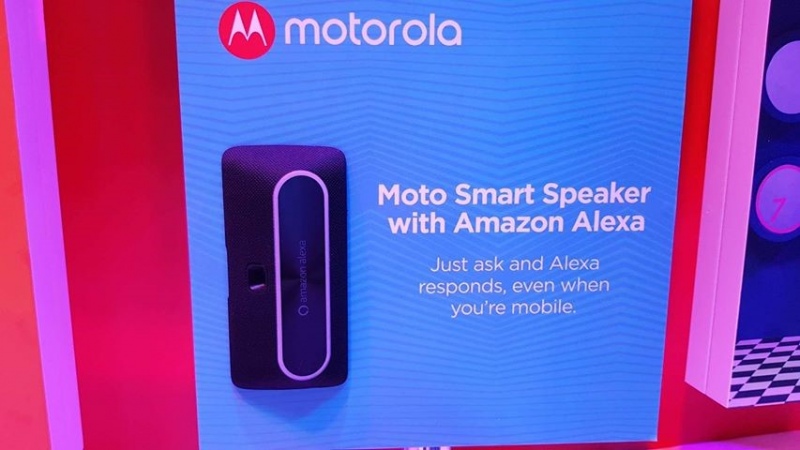 motorola
Moto Smart Speaker
with Amazon Alexa
Just ask and Alexa
responds, even when
you're mobile.
amazon alexa
7